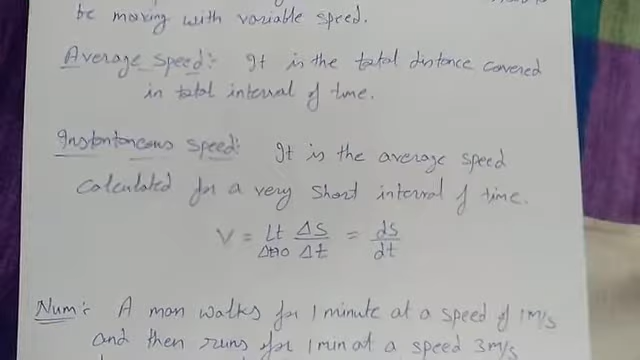 be moving with variable speed.
Average speed:- It is the total distance covered
in total interval of time.
Instantaneous speed:- It is the average speed
calculated for a very short interval of time.
V = Lt Δt→0 ΔS/Δt = ds/dt
Num:- A man walks for 1 minute at a speed of 1 m/s
and then runs for 1 min at a speed 3 m/s